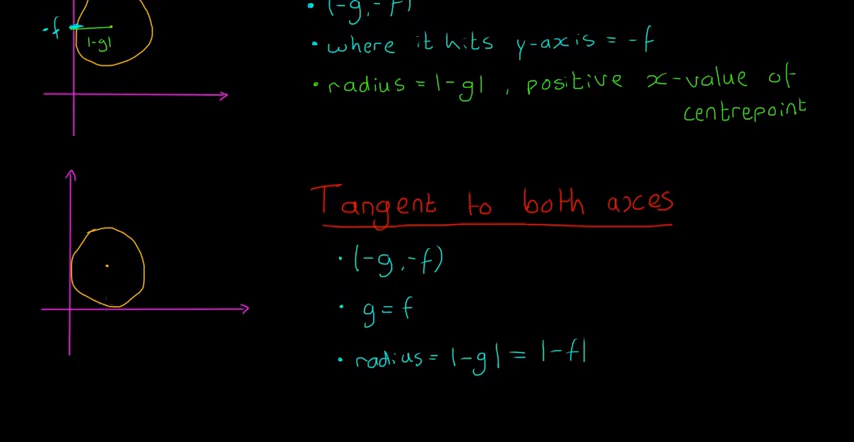 • (-g, -f)
-f
|-g|
• where it hits y-axis = -f
• radius = |-g| , positive x-value of
centrepoint
Tangent to both axes
• (-g, -f)
• g = f
• radius = |-g| = |-f|